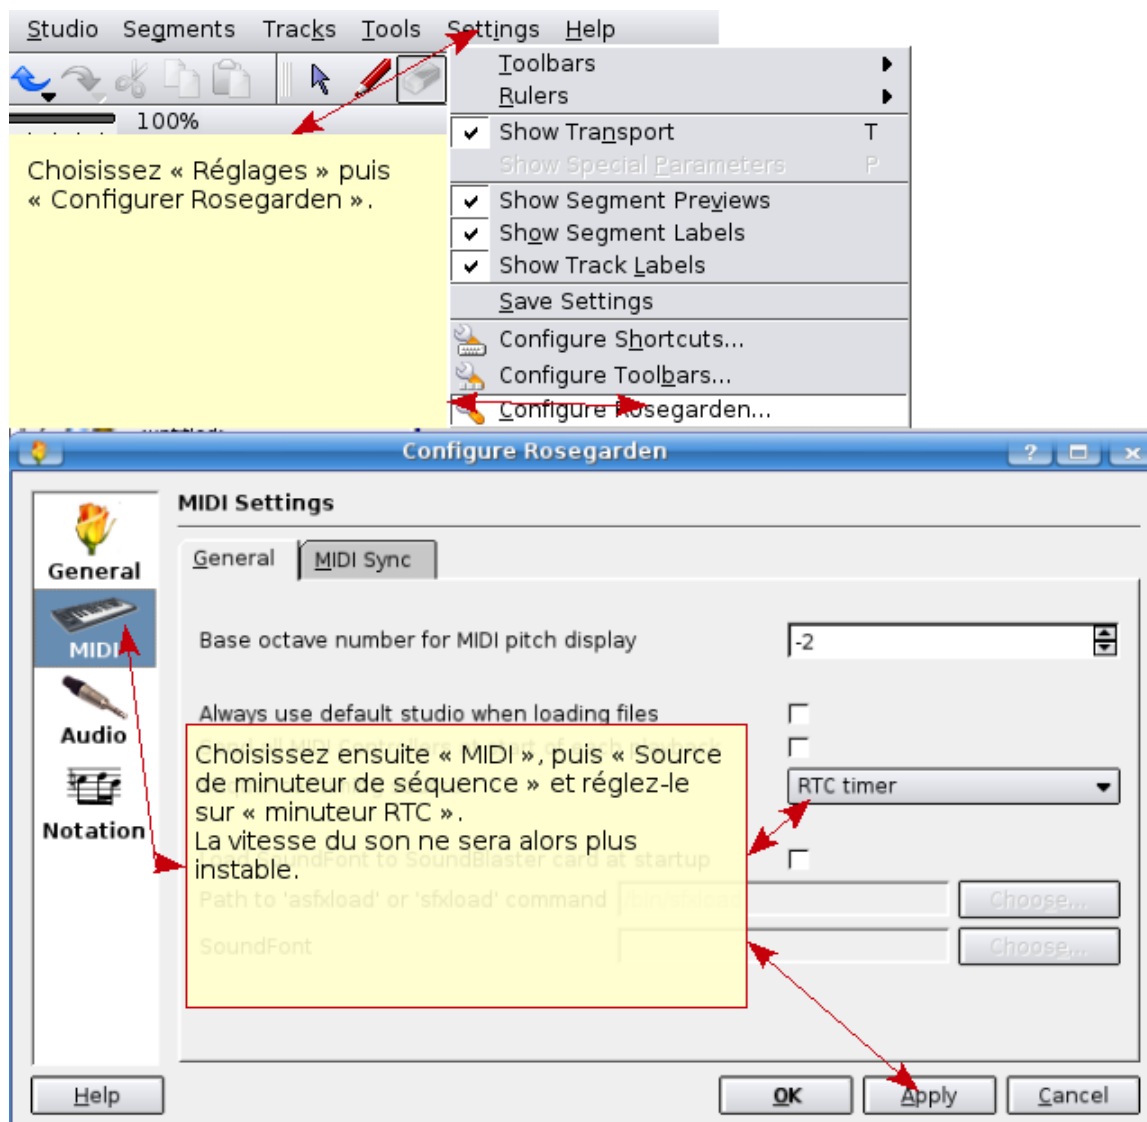 Studio Segments Tracks Tools Settings Help
100%
Choisissez « Réglages » puis
« Configurer Rosegarden ».
Toolbars
Rulers
Show Transport T
Show Special Parameters P
Show Segment Previews
Show Segment Labels
Show Track Labels
Save Settings
Configure Shortcuts...
Configure Toolbars...
Configure Rosegarden...
Configure Rosegarden
General
MIDI
Audio
Notation
MIDI Settings
General MIDI Sync
Base octave number for MIDI pitch display -2
Always use default studio when loading files
RTC timer
Choisissez ensuite « MIDI », puis « Source
de minuteur de séquence » et réglez-le
sur « minuteur RTC ».
La vitesse du son ne sera alors plus
instable.
Load SoundFont to SoundBlaster card at startup
Path to 'asfxload' or 'sfxload' command Choose...
SoundFont Choose...
Help OK Apply Cancel